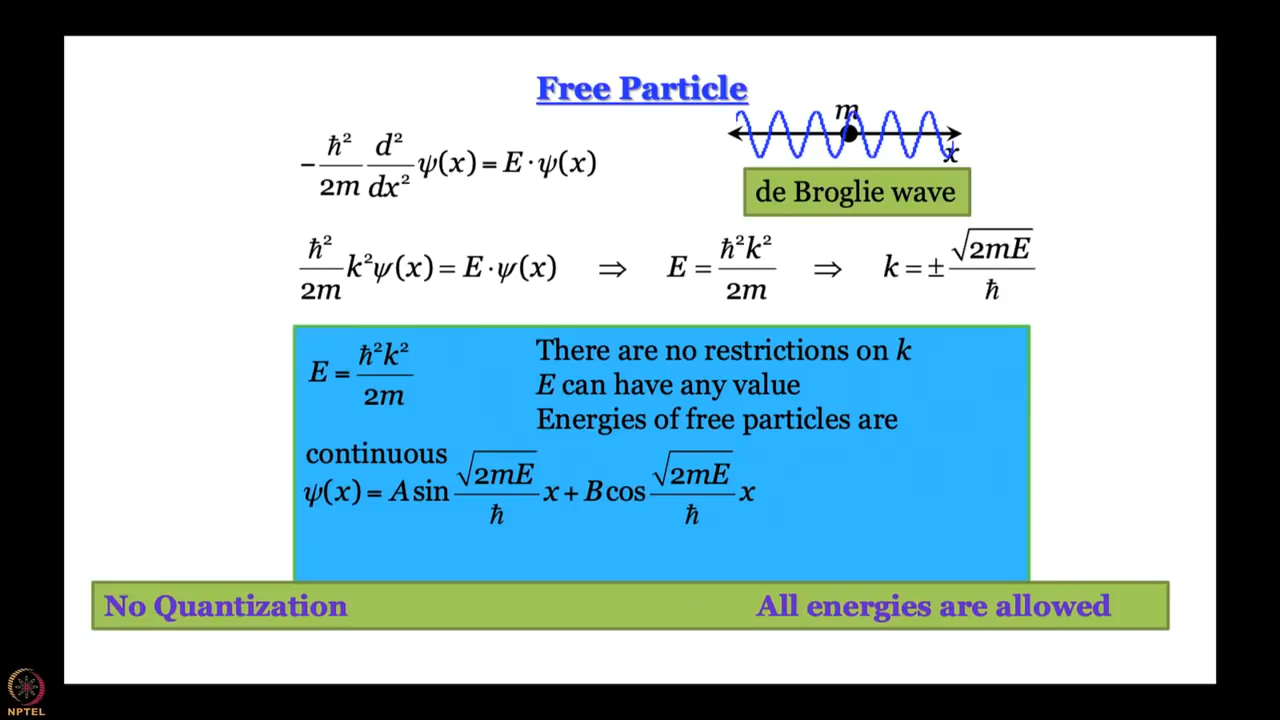 Free Particle
m
x
de Broglie wave
-ħ²/2m d²/dx² ψ(x) = E · ψ(x)
ħ²/2m k²ψ(x) = E · ψ(x) ⇒ E = ħ²k²/2m ⇒ k = ± √2mE/ħ
E = ħ²k²/2m
There are no restrictions on k
E can have any value
Energies of free particles are
continuous
ψ(x) = A sin √2mE/ħ x + B cos √2mE/ħ x
No Quantization All energies are allowed
NPTEL